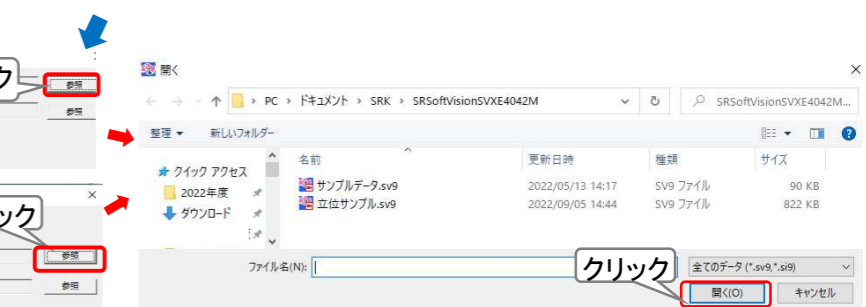 ク
参照
参照
ック
参照
参照
開く
PC > ドキュメント > SRK > SRSoftVisionSVXE4042M
SRSoftVisionSVXE4042M...
整理 新しいフォルダー
クイック アクセス
2022年度
ダウンロード
名前 更新日時 種類 サイズ
サンプルデータ.sv9 2022/05/13 14:17 SV9 ファイル 90 KB
立位サンプル.sv9 2022/09/05 14:44 SV9 ファイル 822 KB
ファイル名(N):
クリック
全てのデータ (*.sv9,*.si9)
開く(O) キャンセル